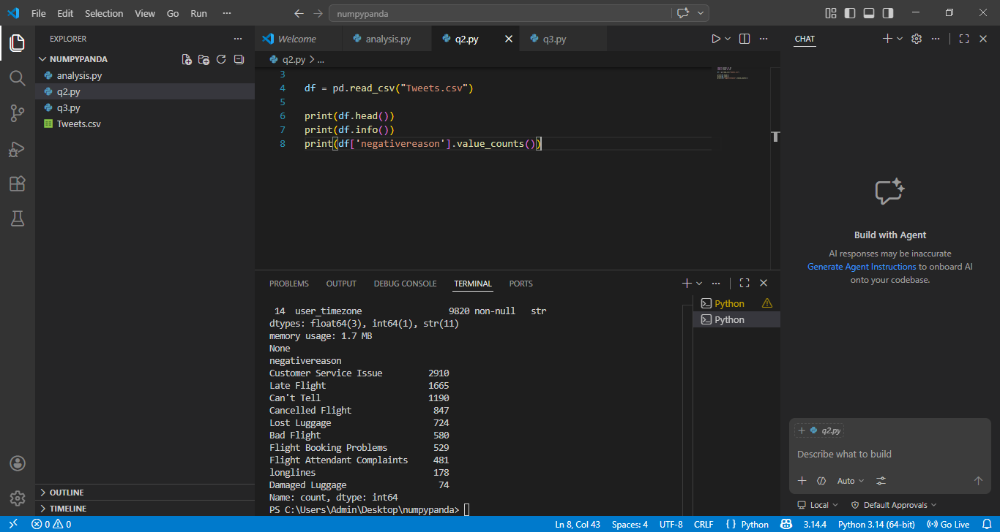 File Edit Selection View Go Run ···
numpypanda
EXPLORER ···
NUMPYPANDA
analysis.py
q2.py
q3.py
Tweets.csv
OUTLINE
TIMELINE
Welcome analysis.py q2.py q3.py
q2.py > ...
3
4 df = pd.read_csv("Tweets.csv")
5
6 print(df.head())
7 print(df.info())
8 print(df['negativereason'].value_counts())
PROBLEMS OUTPUT DEBUG CONSOLE TERMINAL PORTS
14 user_timezone 9820 non-null str
dtypes: float64(3), int64(1), str(11)
memory usage: 1.7 MB
None
negativereason
Customer Service Issue 2910
Late Flight 1665
Can't Tell 1190
Cancelled Flight 847
Lost Luggage 724
Bad Flight 580
Flight Booking Problems 529
Flight Attendant Complaints 481
longlines 178
Damaged Luggage 74
Name: count, dtype: int64
PS C:\Users\Admin\Desktop\numpypanda>
Python
Python
CHAT
Build with Agent
AI responses may be inaccurate
Generate Agent Instructions to onboard AI
onto your codebase.
q2.py
Describe what to build
Auto
Local Default Approvals
0 0 Ln 8, Col 43 Spaces: 4 UTF-8 CRLF { } Python 3.14.4 Python 3.14 (64-bit) Go Live